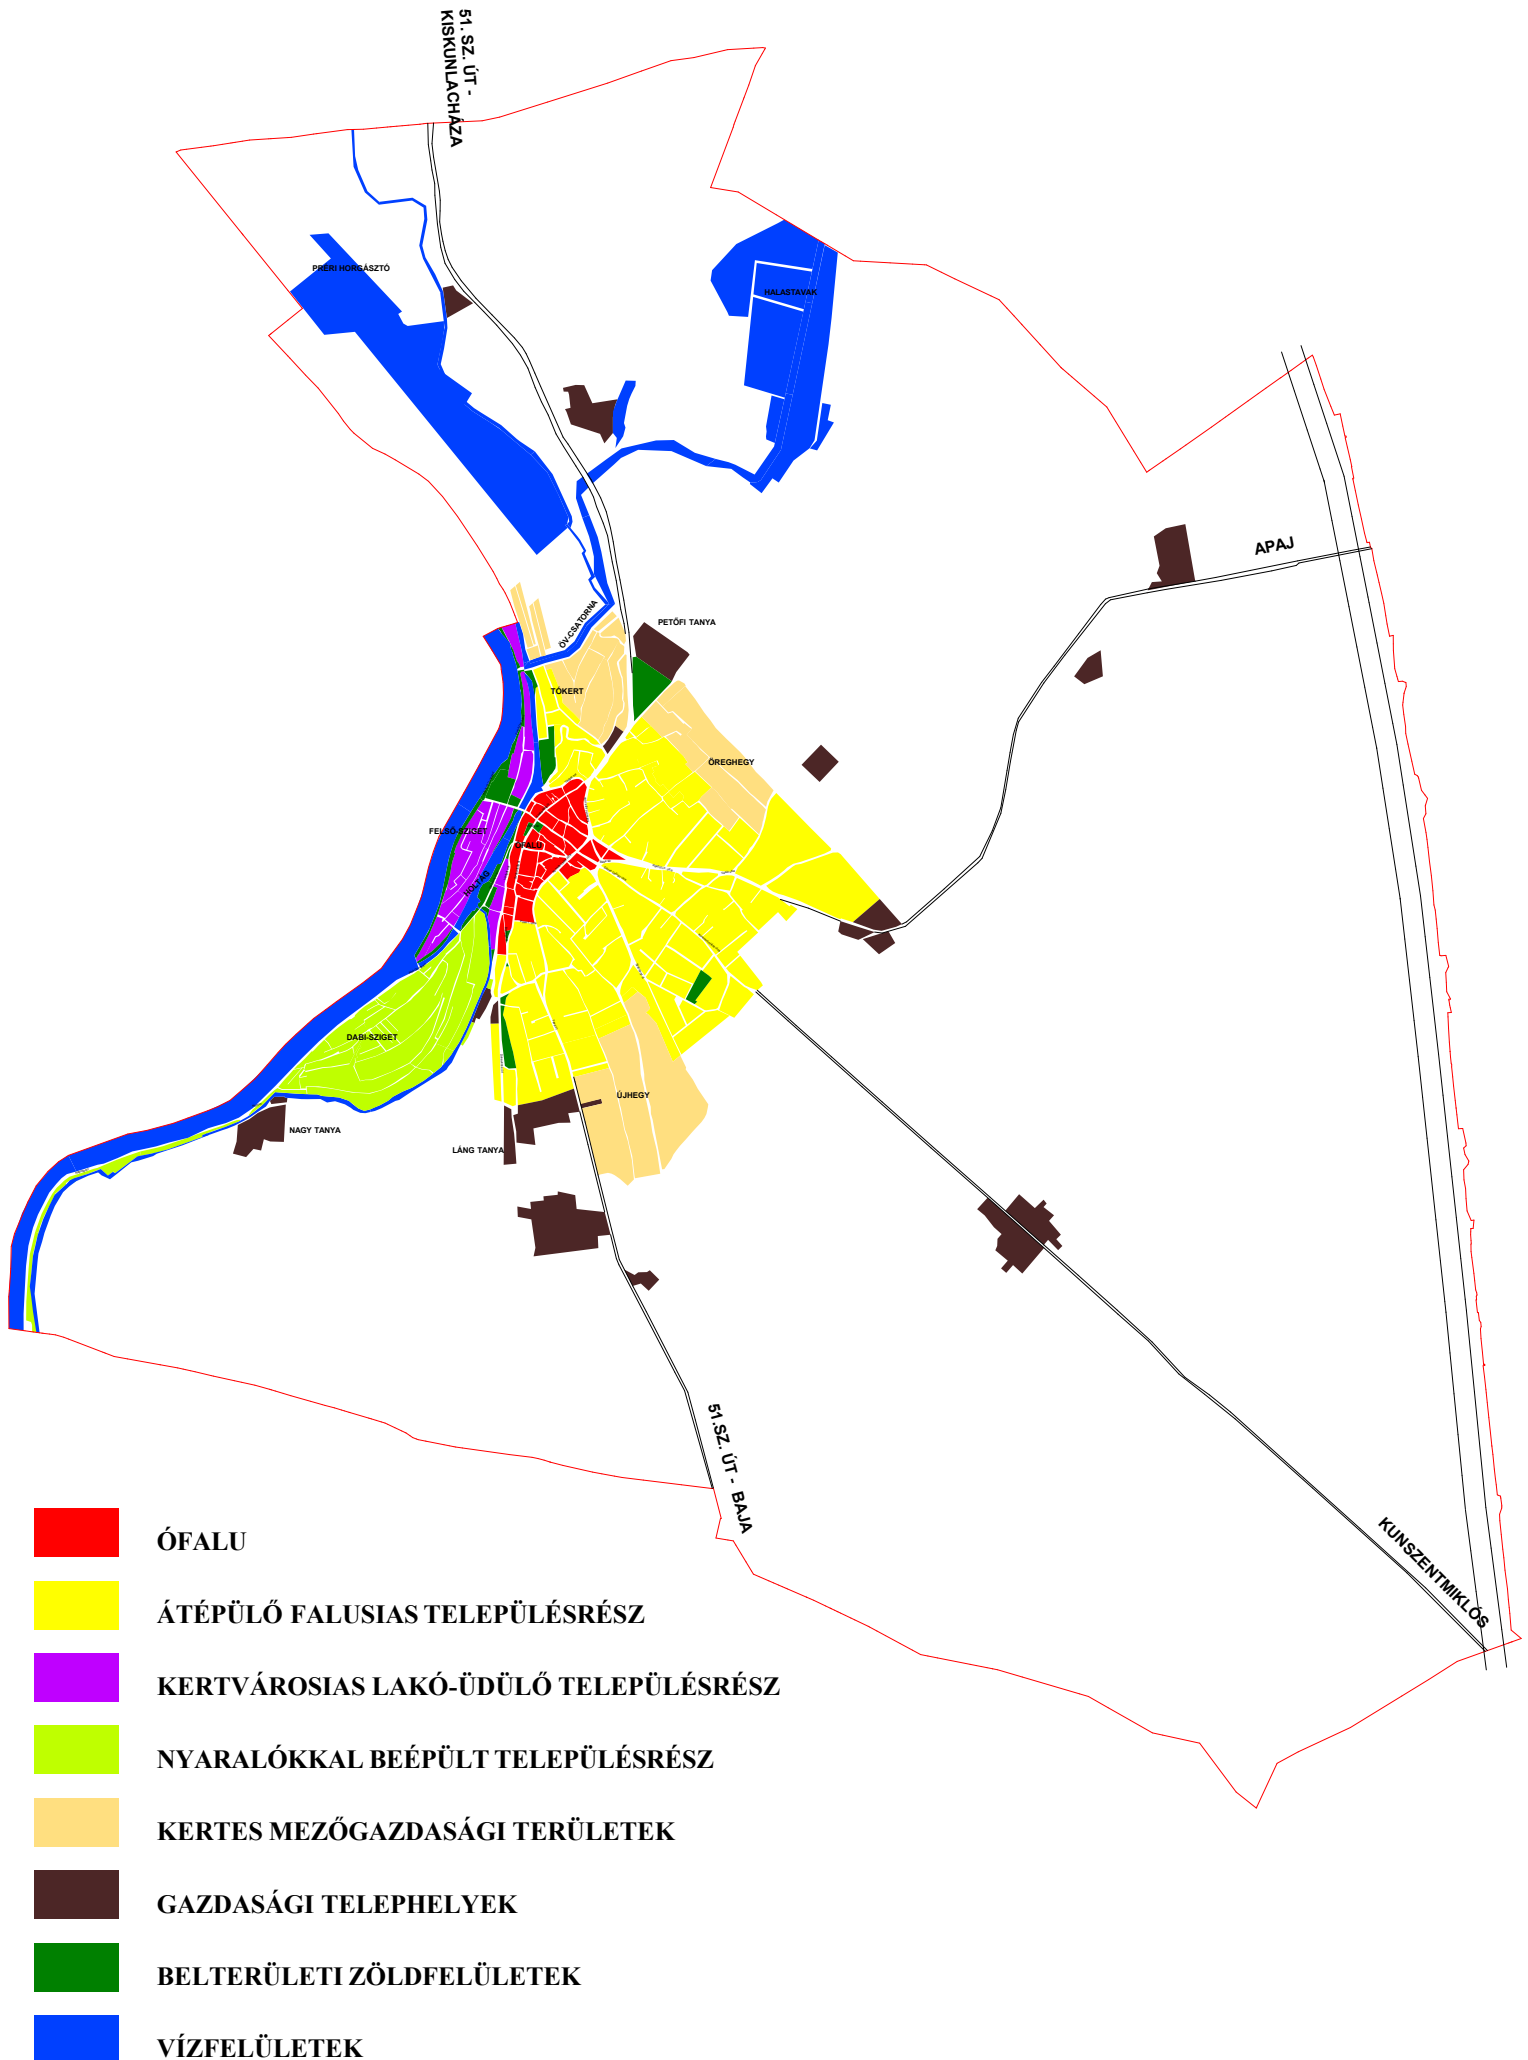 51. SZ. ÚT -
KISKUNLACHÁZA
PRÉRI HORGÁSZTÓ
HALASTAVAK
APAJ
ÖV-CSATORNA
PETŐFI TANYA
TÓKERT
ÖREGHEGY
FELSŐ-SZIGET
ÓFALU
HOLTÁG
DABI-SZIGET
ÚJHEGY
NAGY TANYA
LÁNG TANYA
51.SZ. ÚT - BAJA
KUNSZENTMIKLÓS
ÓFALU
ÁTÉPÜLŐ FALUSIAS TELEPÜLÉSRÉSZ
KERTVÁROSIAS LAKÓ-ÜDÜLŐ TELEPÜLÉSRÉSZ
NYARALÓKKAL BEÉPÜLT TELEPÜLÉSRÉSZ
KERTES MEZŐGAZDASÁGI TERÜLETEK
GAZDASÁGI TELEPHELYEK
BELTERÜLETI ZÖLDFELÜLETEK
VÍZFELÜLETEK